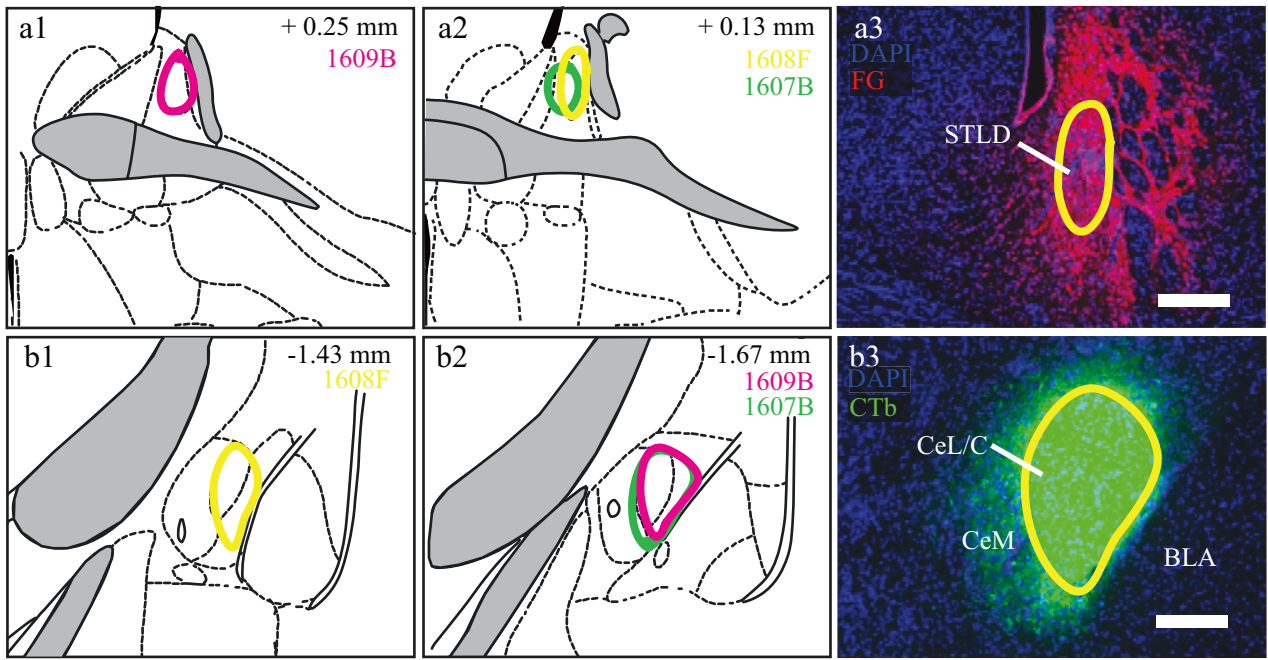 a1
+ 0.25 mm
1609B
a2
+ 0.13 mm
1608F
1607B
a3
DAPI
FG
STLD
b1
-1.43 mm
1608F
b2
-1.67 mm
1609B
1607B
b3
DAPI
CTb
CeL/C
CeM
BLA